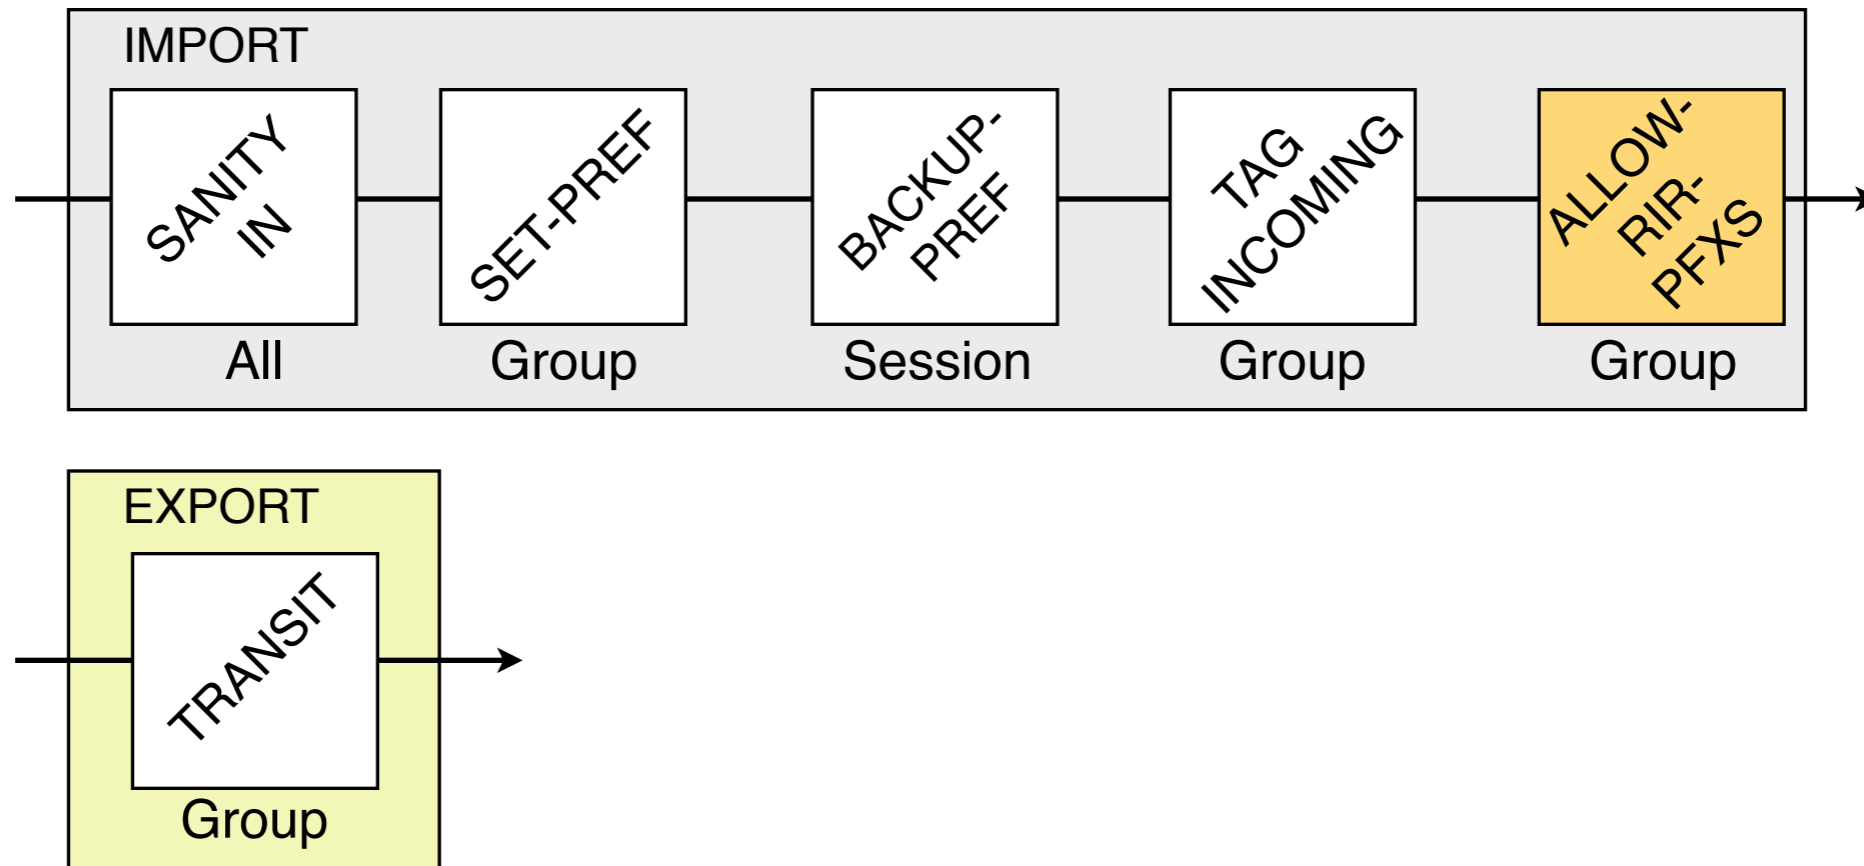 IMPORT
SANITY
IN
All
SET-PREF
Group
BACKUP-
PREF
Session
TAG
INCOMING
Group
ALLOW-
RIR-
PFXS
Group
EXPORT
TRANSIT
Group